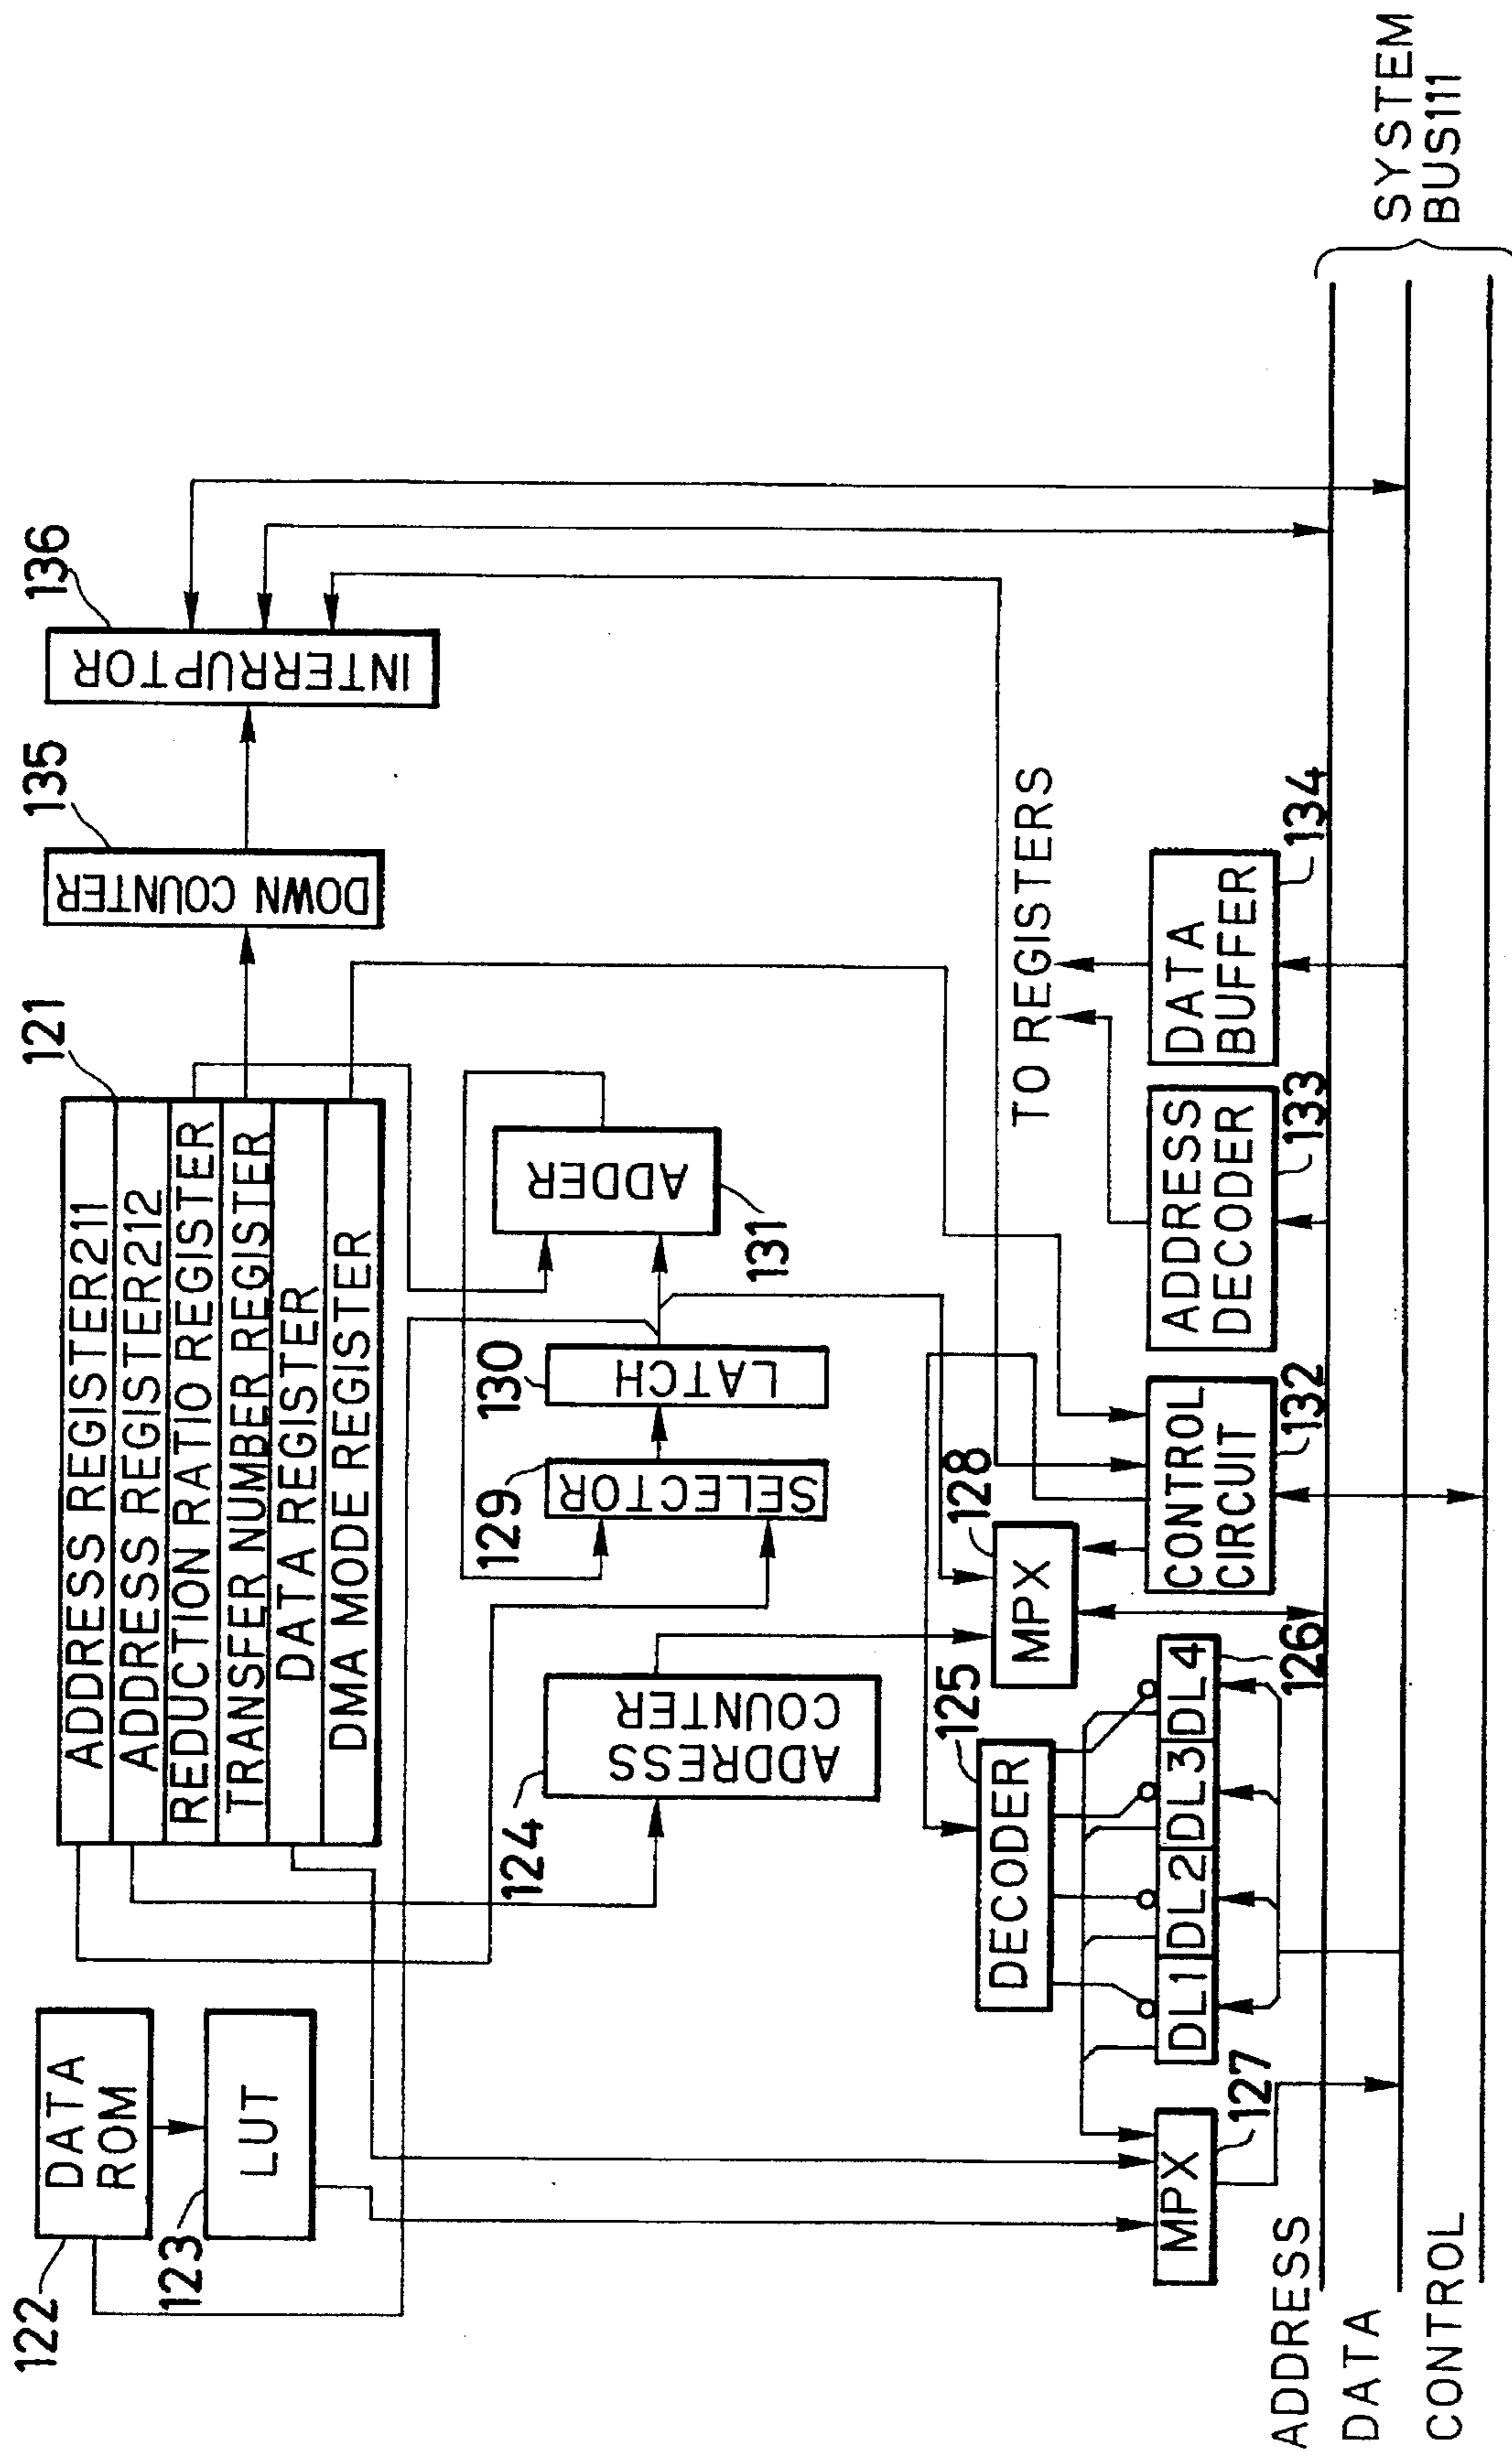 122
DATA
ROM
123
LUT
121
ADDRESS REGISTER211
ADDRESS REGISTER212
REDUCTION RATIO REGISTER
TRANSFER NUMBER REGISTER
DATA REGISTER
DMA MODE REGISTER
135
DOWN COUNTER
136
INTERRUPTOR
124
ADDRESS
COUNTER
129
SELECTOR
130
LATCH
131
ADDER
125
DECODER
128
MPX
TO REGISTERS
127
MPX
DL1
DL2
DL3
DL4
126
CONTROL
CIRCUIT
132
ADDRESS
DECODER
133
DATA
BUFFER
134
ADDRESS
DATA
CONTROL
SYSTEM
BUS111